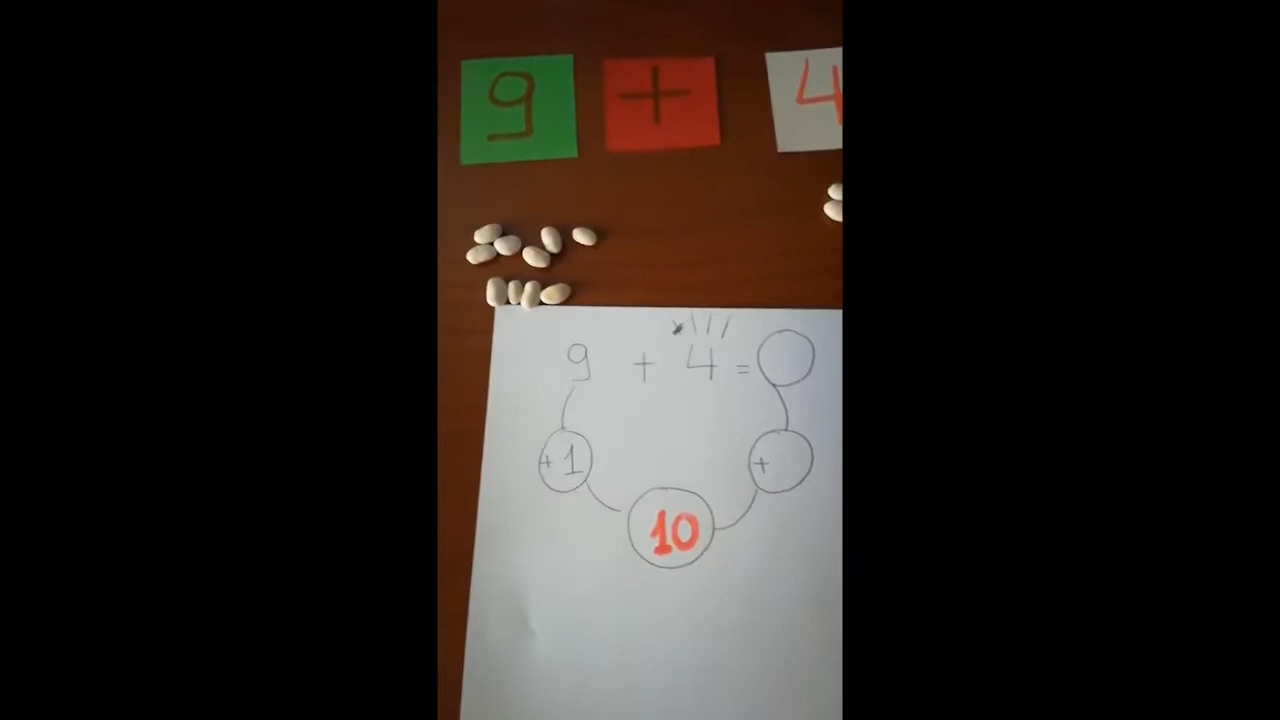 9 + 4
9 + 4 =
+1 +
10